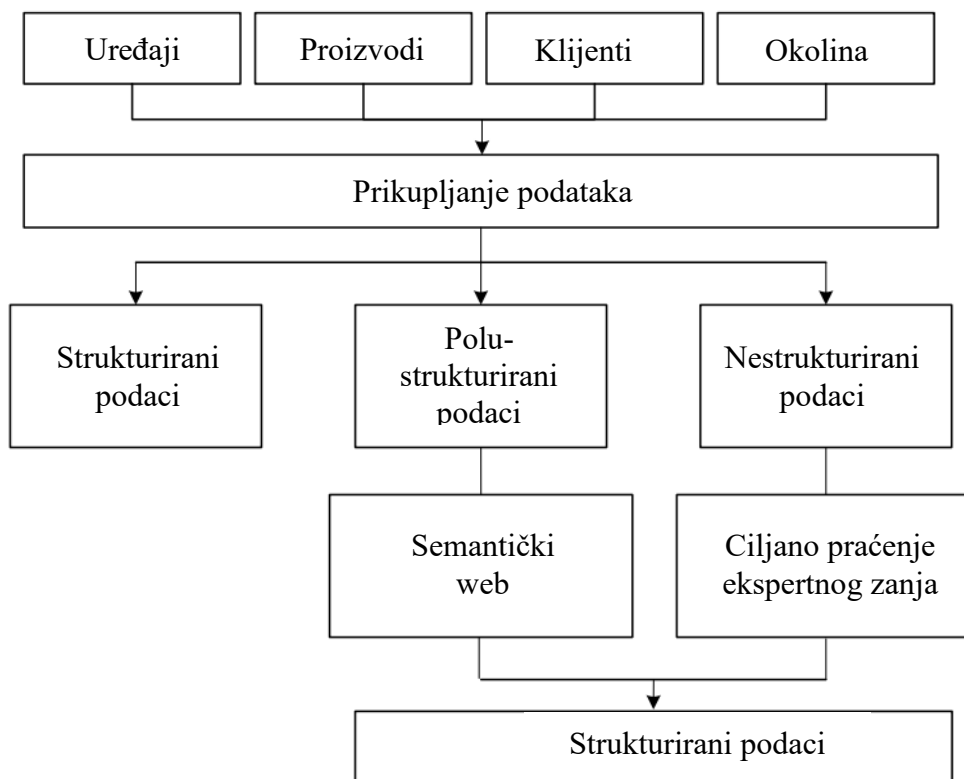 Uređaji
Proizvodi
Klijenti
Okolina
Prikupljanje podataka
Strukturirani
podaci
Polu-
strukturirani
podaci
Nestrukturirani
podaci
Semantički
web
Ciljano praćenje
ekspertnog zanja
Strukturirani podaci